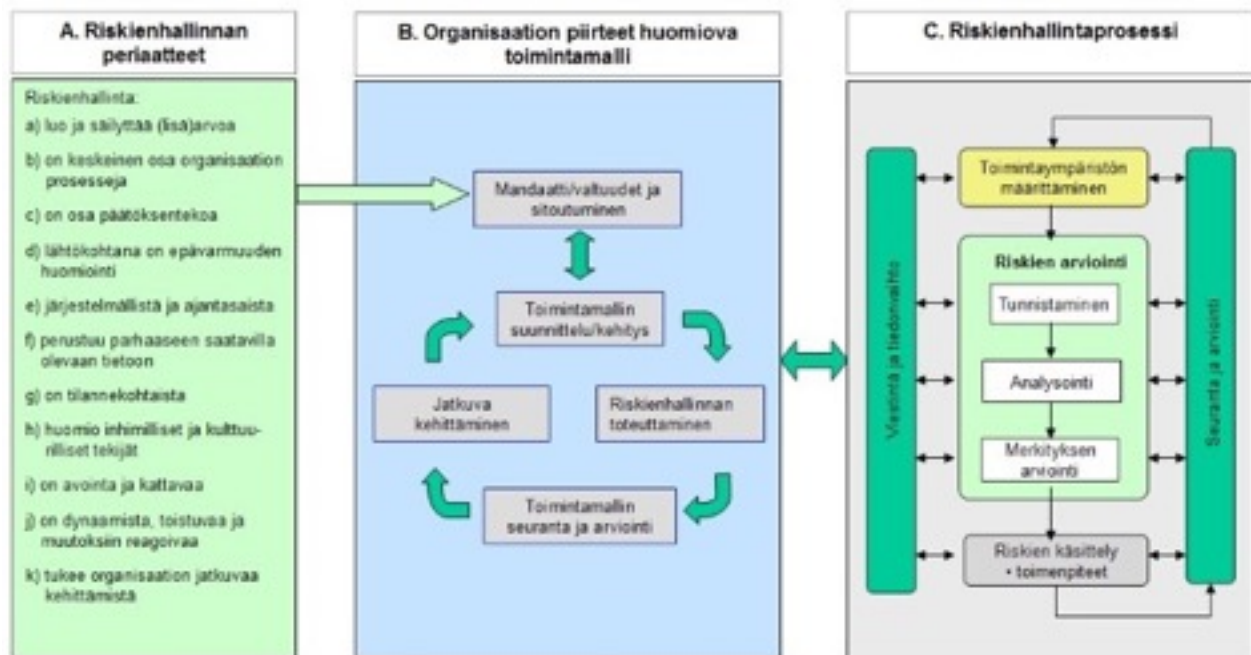 A. Riskienhallinnan
periaatteet
Riskienhallinta:
a) luo ja säilyttää (lisä)arvoa
b) on keskeinen osa organisaation
prosesseja
c) on osa päätöksentekoa
d) lähtökohtana on epävarmuuden
huomiointi
e) järjestelmällistä ja ajantasaista
f) perustuu parhaaseen saatavilla
olevaan tietoon
g) on tilannekohtaista
h) huomio inhimilliset ja kulttuu-
rilliset tekijät
i) on avointa ja kattavaa
j) on dynaamista, toistuvaa ja
muutoksiin reagoivaa
k) tukee organisaation jatkuvaa
kehittämistä
B. Organisaation piirteet huomiova
toimintamalli
Mandaatti/valtuudet ja
sitoutuminen
Toimintamallin
suunnittelu/kehitys
Jatkuva
kehittäminen
Riskienhallinnan
toteuttaminen
Toimintamallin
seuranta ja arviointi
C. Riskienhallintaprosessi
Viestintä ja tiedonvaihto
Toimintaympäristön
määrittäminen
Riskien arviointi
Tunnistaminen
Analysointi
Merkityksen
arviointi
Riskien käsittely
• toimenpiteet
Seuranta ja arviointi